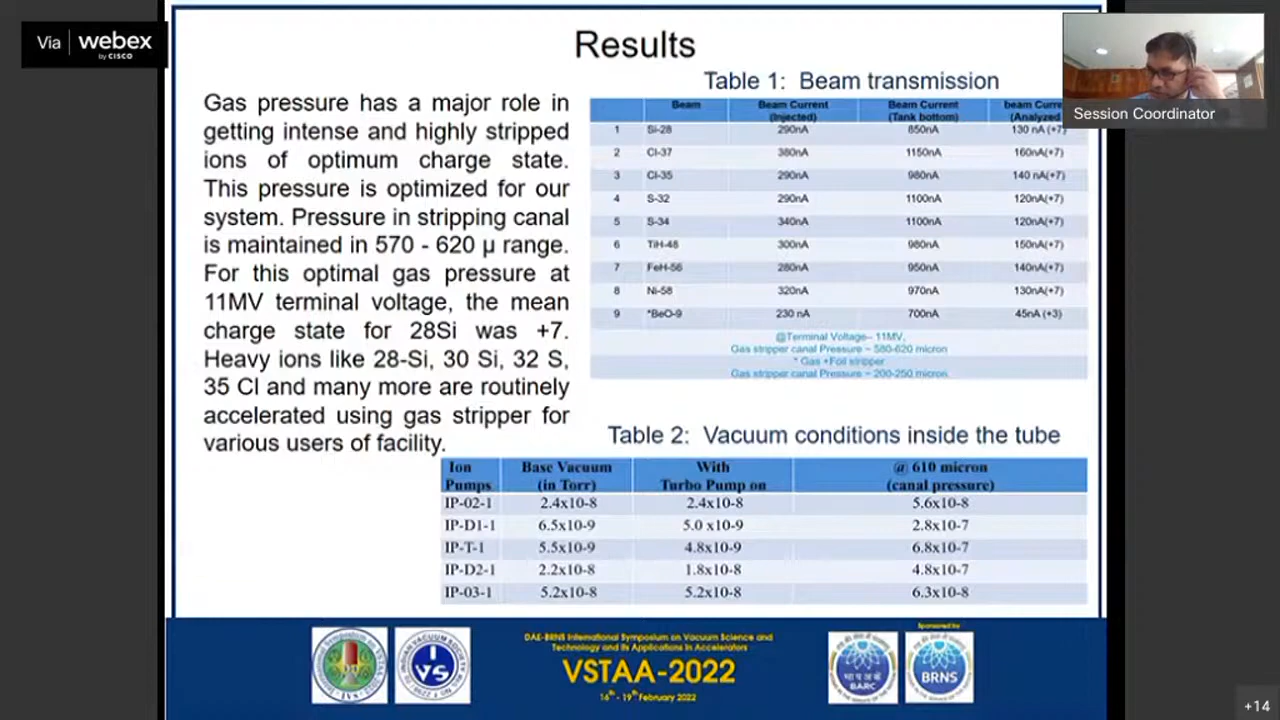 Via webex
by CISCO
Results
Session Coordinator
Gas pressure has a major role in
getting intense and highly stripped
ions of optimum charge state.
This pressure is optimized for our
system. Pressure in stripping canal
is maintained in 570 - 620 µ range.
For this optimal gas pressure at
11MV terminal voltage, the mean
charge state for 28Si was +7.
Heavy ions like 28-Si, 30 Si, 32 S,
35 Cl and many more are routinely
accelerated using gas stripper for
various users of facility.
Table 1: Beam transmission
Beam Beam Current Beam Current beam Curre
(Injected) (Tank bottom) (Analyzed
1 Si-28 290nA 850nA 130 nA (+7)
2 Cl-37 380nA 1150nA 160nA(+7)
3 Cl-35 290nA 980nA 140 nA(+7)
4 S-32 290nA 1100nA 120nA(+7)
5 S-34 340nA 1100nA 120nA(+7)
6 TiH-48 300nA 980nA 150nA(+7)
7 FeH-56 280nA 950nA 140nA(+7)
8 Ni-58 320nA 970nA 130nA(+7)
9 *BeO-9 230 nA 700nA 45nA (+3)
@Terminal Voltage– 11MV,
Gas stripper canal Pressure ~ 580-620 micron
* Gas +Foil stripper
Gas stripper canal Pressure ~ 200-250 micron
Table 2: Vacuum conditions inside the tube
Ion Base Vacuum With @ 610 micron
Pumps (in Torr) Turbo Pump on (canal pressure)
IP-02-1 2.4x10-8 2.4x10-8 5.6x10-8
IP-D1-1 6.5x10-9 5.0 x10-9 2.8x10-7
IP-T-1 5.5x10-9 4.8x10-9 6.8x10-7
IP-D2-1 2.2x10-8 1.8x10-8 4.8x10-7
IP-03-1 5.2x10-8 5.2x10-8 6.3x10-8
DAE-BRNS International Symposium on Vacuum Science and
Technology and its Applications in Accelerators
VSTAA-2022
16th - 19th February 2022
Sponsored by
IVS
BARC
BRNS
+14